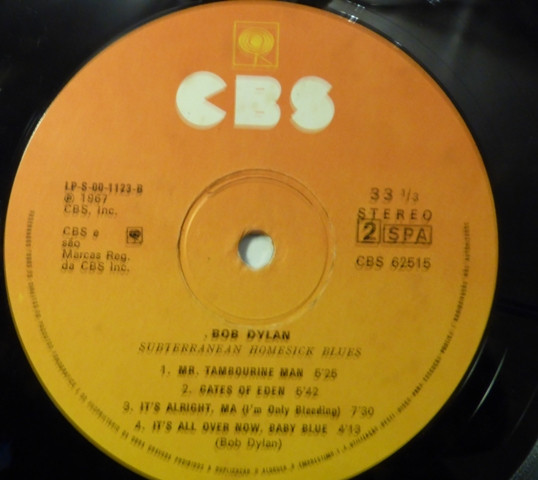 CBS
LP-S-00-1123-B
℗ 1967
CBS, Inc.
CBS e
são
Marcas Reg.
da CBS Inc.
33 1/3
STEREO
2 SPA
CBS 62515
BOB DYLAN
SUBTERRANEAN HOMESICK BLUES
1. MR. TAMBOURINE MAN 5'25
2. GATES OF EDEN 5'42
3. IT'S ALRIGHT, MA (I'm Only Bleeding) 7'30
4. IT'S ALL OVER NOW, BABY BLUE 4'13
(Bob Dylan)